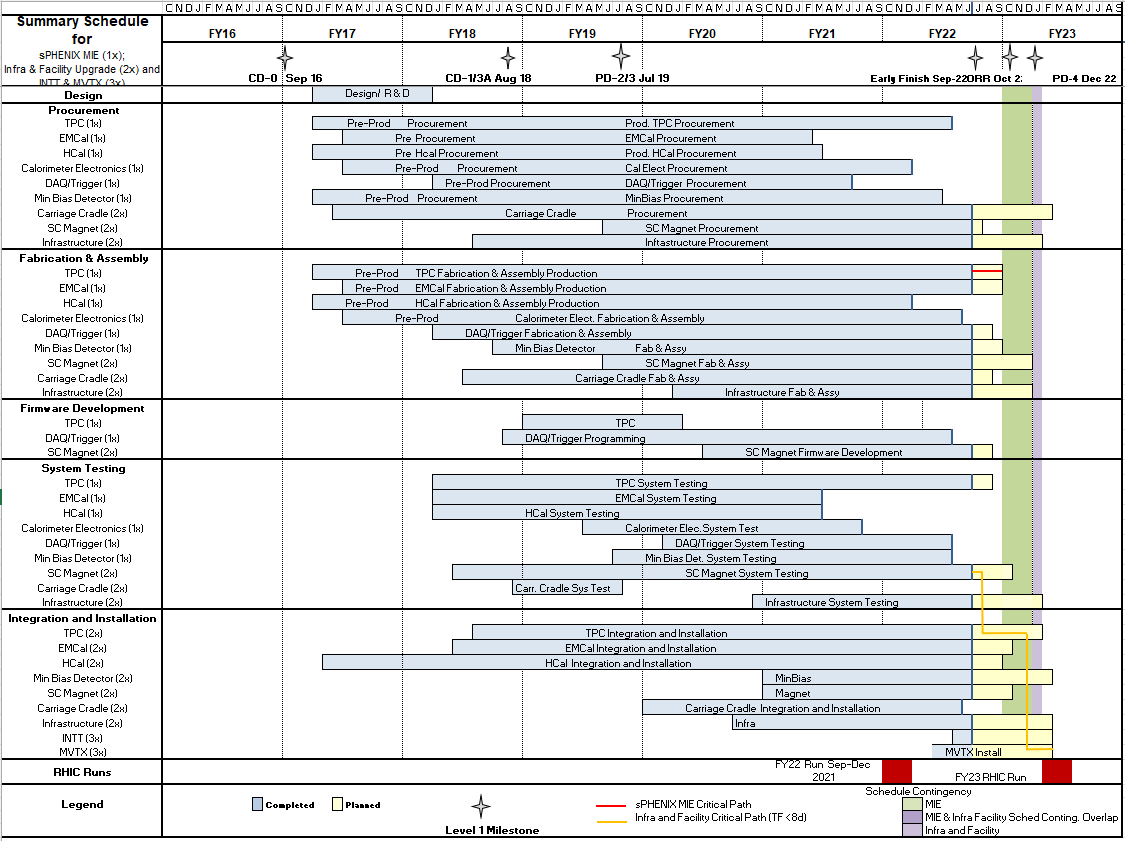 C N D J F M A M J J A S C N D J F M A M J J A S C N D J F M A M J J A S C N D J F M A M J J A S C N D J F M A M J J A S C N D J F M A M J J A S C N D J F M A M J J A S C N D J F M A M J J A S
Summary Schedule
for
sPHENIX MIE (1x);
Infra & Facility Upgrade (2x) and
INTT & MVTX (3x)
FY16 FY17 FY18 FY19 FY20 FY21 FY22 FY23
CD-0 Sep 16 CD-1/3A Aug 18 PD-2/3 Jul 19 Early Finish Sep-22 ORR Oct 2 PD-4 Dec 22
Design Design/ R & D
Procurement
TPC (1x) Pre-Prod Procurement Prod. TPC Procurement
EMCal (1x) Pre Procurement EMCal Procurement
HCal (1x) Pre Hcal Procurement Prod. HCal Procurement
Calorimeter Electronics (1x) Pre-Prod Procurement Cal Elect Procurement
DAQ/Trigger (1x) Pre-Prod Procurement DAQ/Trigger Procurement
Min Bias Detector (1x) Pre-Prod Procurement MinBias Procurement
Carriage Cradle (2x) Carriage Cradle Procurement
SC Magnet (2x) SC Magnet Procurement
Infrastructure (2x) Inftastructure Procurement
Fabrication & Assembly
TPC (1x) Pre-Prod TPC Fabrication & Assembly Production
EMCal (1x) Pre-Prod EMCal Fabrication & Assembly Production
HCal (1x) Pre-Prod HCal Fabrication & Assembly Production
Calorimeter Electronics (1x) Pre-Prod Calorimeter Elect. Fabrication & Assembly
DAQ/Trigger (1x) DAQ/Trigger Fabrication & Assembly
Min Bias Detector (1x) Min Bias Detector Fab & Assy
SC Magnet (2x) SC Magnet Fab & Assy
Carriage Cradle (2x) Carriage Cradle Fab & Assy
Infrastructure (2x) Infrastructure Fab & Assy
Firmware Development
TPC (1x) TPC
DAQ/Trigger (1x) DAQ/Trigger Programming
SC Magnet (2x) SC Magnet Firmware Development
System Testing
TPC (1x) TPC System Testing
EMCal (1x) EMCal System Testing
HCal (1x) HCal System Testing
Calorimeter Electronics (1x) Calorimeter Elec.System Test
DAQ/Trigger (1x) DAQ/Trigger System Testing
Min Bias Detector (1x) Min Bias Det. System Testing
SC Magnet (2x) SC Magnet System Testing
Carriage Cradle (2x) Carr. Cradle Sys Test
Infrastructure (2x) Infrastructure System Testing
Integration and Installation
TPC (2x) TPC Integration and Installation
EMCal (2x) EMCal Integration and Installation
HCal (2x) HCal Integration and Installation
Min Bias Detector (2x) MinBias
SC Magnet (2x) Magnet
Carriage Cradle (2x) Carriage Cradle Integration and Installation
Infrastructure (2x) Infra
INTT (3x)
MVTX (3x) MVTX Install
RHIC Runs FY22 Run Sep-Dec
2021 FY23 RHIC Run
Legend Completed Planned
Level 1 Milestone
sPHENIX MIE Critical Path
Infra and Facility Critical Path (TF <8d)
Schedule Contingency
MIE
MIE & Infra Facility Sched Conting. Overlap
Infra and Facility